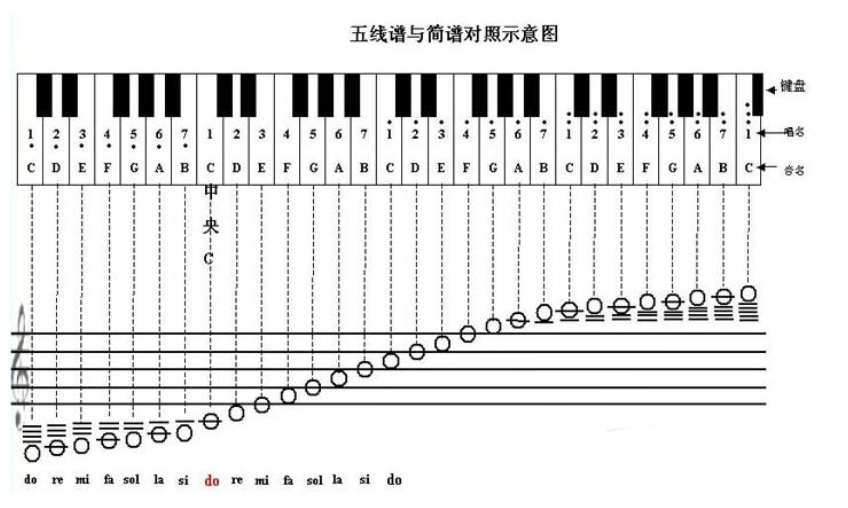 五线谱与简谱对照示意图
键盘
1 2 3 4 5 6 7 1 2 3 4 5 6 7 1 2 3 4 5 6 7 1 2 3 4 5 6 7 1 唱名
C D E F G A B C D E F G A B C D E F G A B C D E F G A B C 音名
中
央
C
do re mi fa sol la si do re mi fa sol la si do